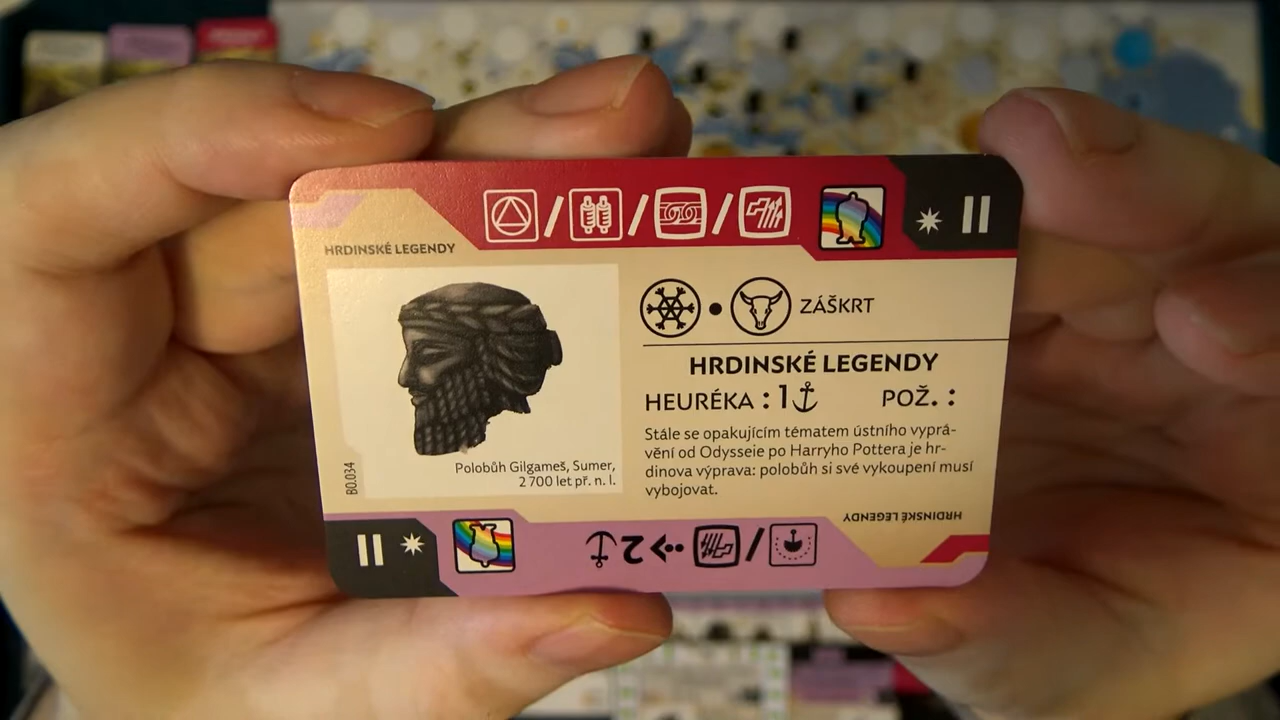 II
HRDINSKÉ LEGENDY
ZÁŠKRT
HRDINSKÉ LEGENDY
HEURÉKA : 1 POŽ. :
Stále se opakujícím tématem ústního vyprá-
vění od Odysseie po Harryho Pottera je hr-
dinova výprava: polobůh si své vykoupení musí
vybojovat.
Polobůh Gilgameš, Sumer,
2 700 let př. n. l.
B0.034
HRDINSKÉ LEGENDY
II
2